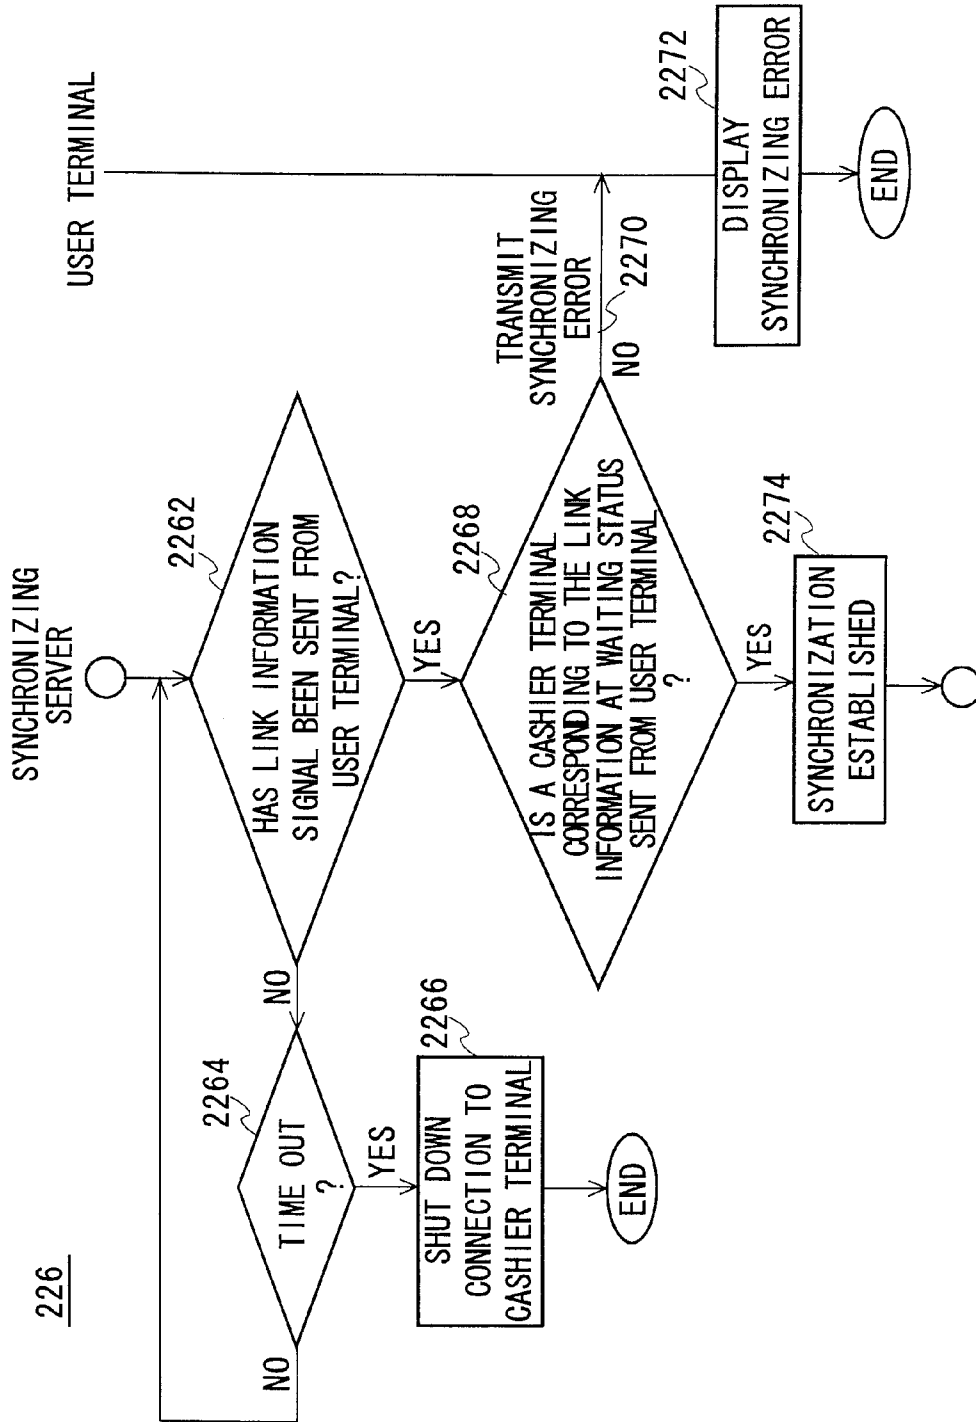 226
SYNCHRONIZING
SERVER
USER TERMINAL
2262
HAS LINK INFORMATION
SIGNAL BEEN SENT FROM
USER TERMINAL?
NO
YES
2264
TIME OUT
?
NO
YES
2266
SHUT DOWN
CONNECTION TO
CASHIER TERMINAL
END
2268
IS A CASHIER TERMINAL
CORRESPONDING TO THE LINK
INFORMATION AT WAITING STATUS
SENT FROM USER TERMINAL
?
NO
TRANSMIT
SYNCHRONIZING
ERROR
2270
YES
2272
DISPLAY
SYNCHRONIZING ERROR
END
2274
SYNCHRONIZATION
ESTABLISHED